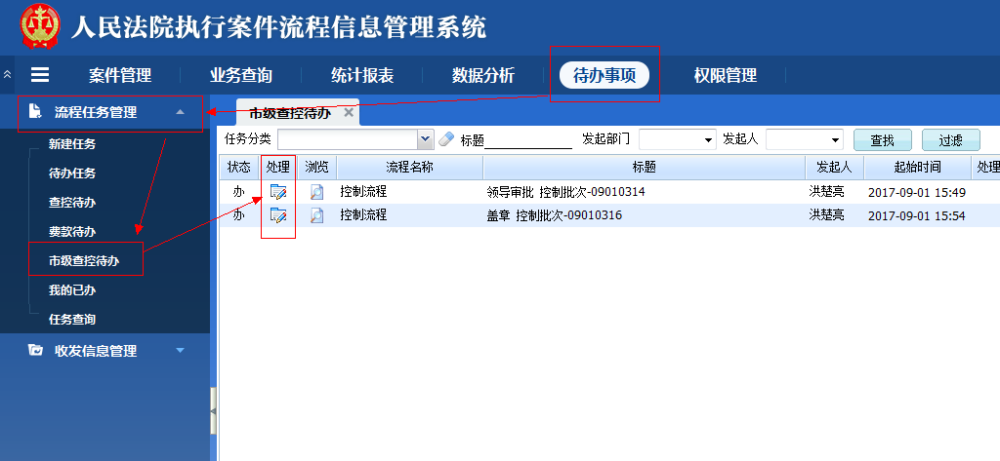 人民法院执行案件流程信息管理系统
案件管理 业务查询 统计报表 数据分析 待办事项 权限管理
流程任务管理
新建任务
待办任务
查控待办
费款待办
市级查控待办
我的已办
任务查询
收发信息管理
市级查控待办
任务分类 标题 发起部门 发起人 查找 过滤
状态 处理 浏览 流程名称 标题 发起人 起始时间 处理
办 控制流程 领导审批 控制批次-09010314 洪楚亮 2017-09-01 15:49
办 控制流程 盖章 控制批次-09010316 洪楚亮 2017-09-01 15:54